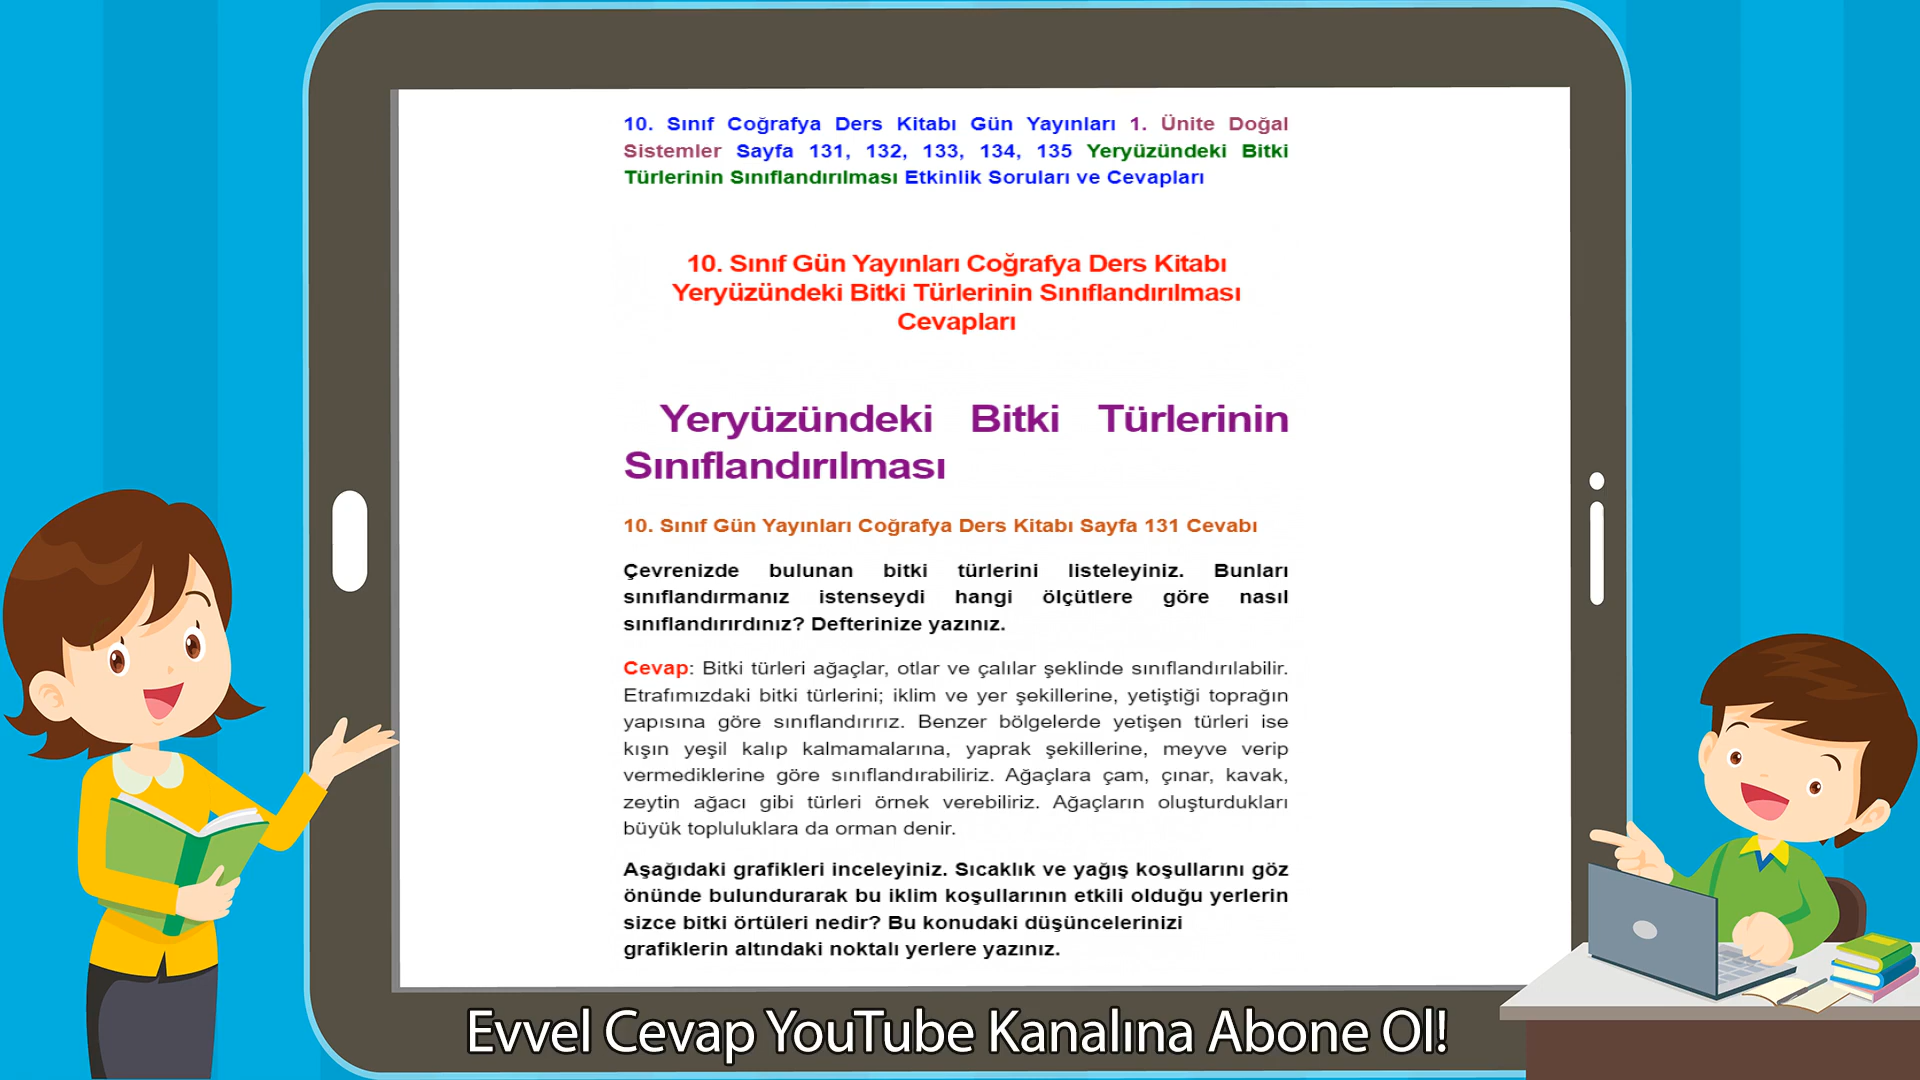 10. Sınıf Coğrafya Ders Kitabı Gün Yayınları 1. Ünite Doğal
Sistemler Sayfa 131, 132, 133, 134, 135 Yeryüzündeki Bitki
Türlerinin Sınıflandırılması Etkinlik Soruları ve Cevapları
10. Sınıf Gün Yayınları Coğrafya Ders Kitabı
Yeryüzündeki Bitki Türlerinin Sınıflandırılması
Cevapları
Yeryüzündeki Bitki Türlerinin
Sınıflandırılması
10. Sınıf Gün Yayınları Coğrafya Ders Kitabı Sayfa 131 Cevabı
Çevrenizde bulunan bitki türlerini listeleyiniz. Bunları
sınıflandırmanız istenseydi hangi ölçütlere göre nasıl
sınıflandırırdınız? Defterinize yazınız.
Cevap: Bitki türleri ağaçlar, otlar ve çalılar şeklinde sınıflandırılabilir.
Etrafımızdaki bitki türlerini; iklim ve yer şekillerine, yetiştiği toprağın
yapısına göre sınıflandırırız. Benzer bölgelerde yetişen türleri ise
kışın yeşil kalıp kalmamalarına, yaprak şekillerine, meyve verip
vermediklerine göre sınıflandırabiliriz. Ağaçlara çam, çınar, kavak,
zeytin ağacı gibi türleri örnek verebiliriz. Ağaçların oluşturdukları
büyük topluluklara da orman denir.
Aşağıdaki grafikleri inceleyiniz. Sıcaklık ve yağış koşullarını göz
önünde bulundurarak bu iklim koşullarının etkili olduğu yerlerin
sizce bitki örtüleri nedir? Bu konudaki düşüncelerinizi
grafiklerin altındaki noktalı yerlere yazınız.
Evvel Cevap YouTube Kanalına Abone Ol!